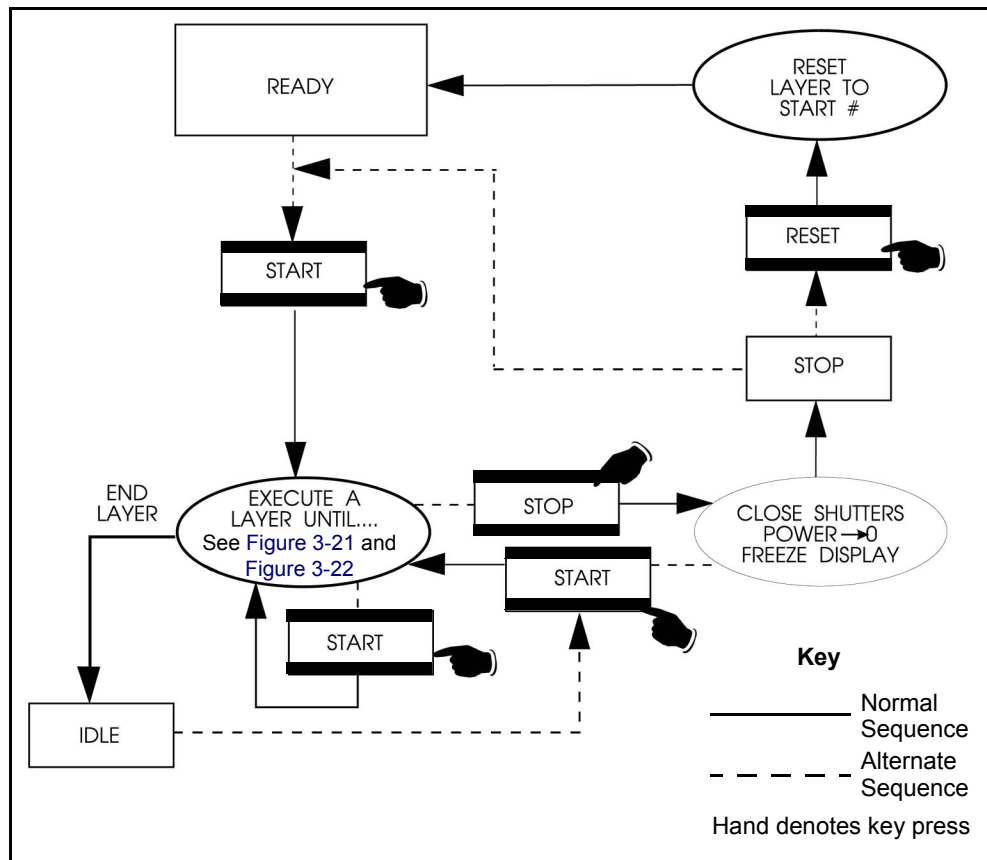 READY
RESET
LAYER TO
START #
START
RESET
STOP
END
LAYER
EXECUTE A
LAYER UNTIL....
See Figure 3-21 and
Figure 3-22
STOP
CLOSE SHUTTERS
POWER →0
FREEZE DISPLAY
START
START
IDLE
Key
Normal
Sequence
Alternate
Sequence
Hand denotes key press